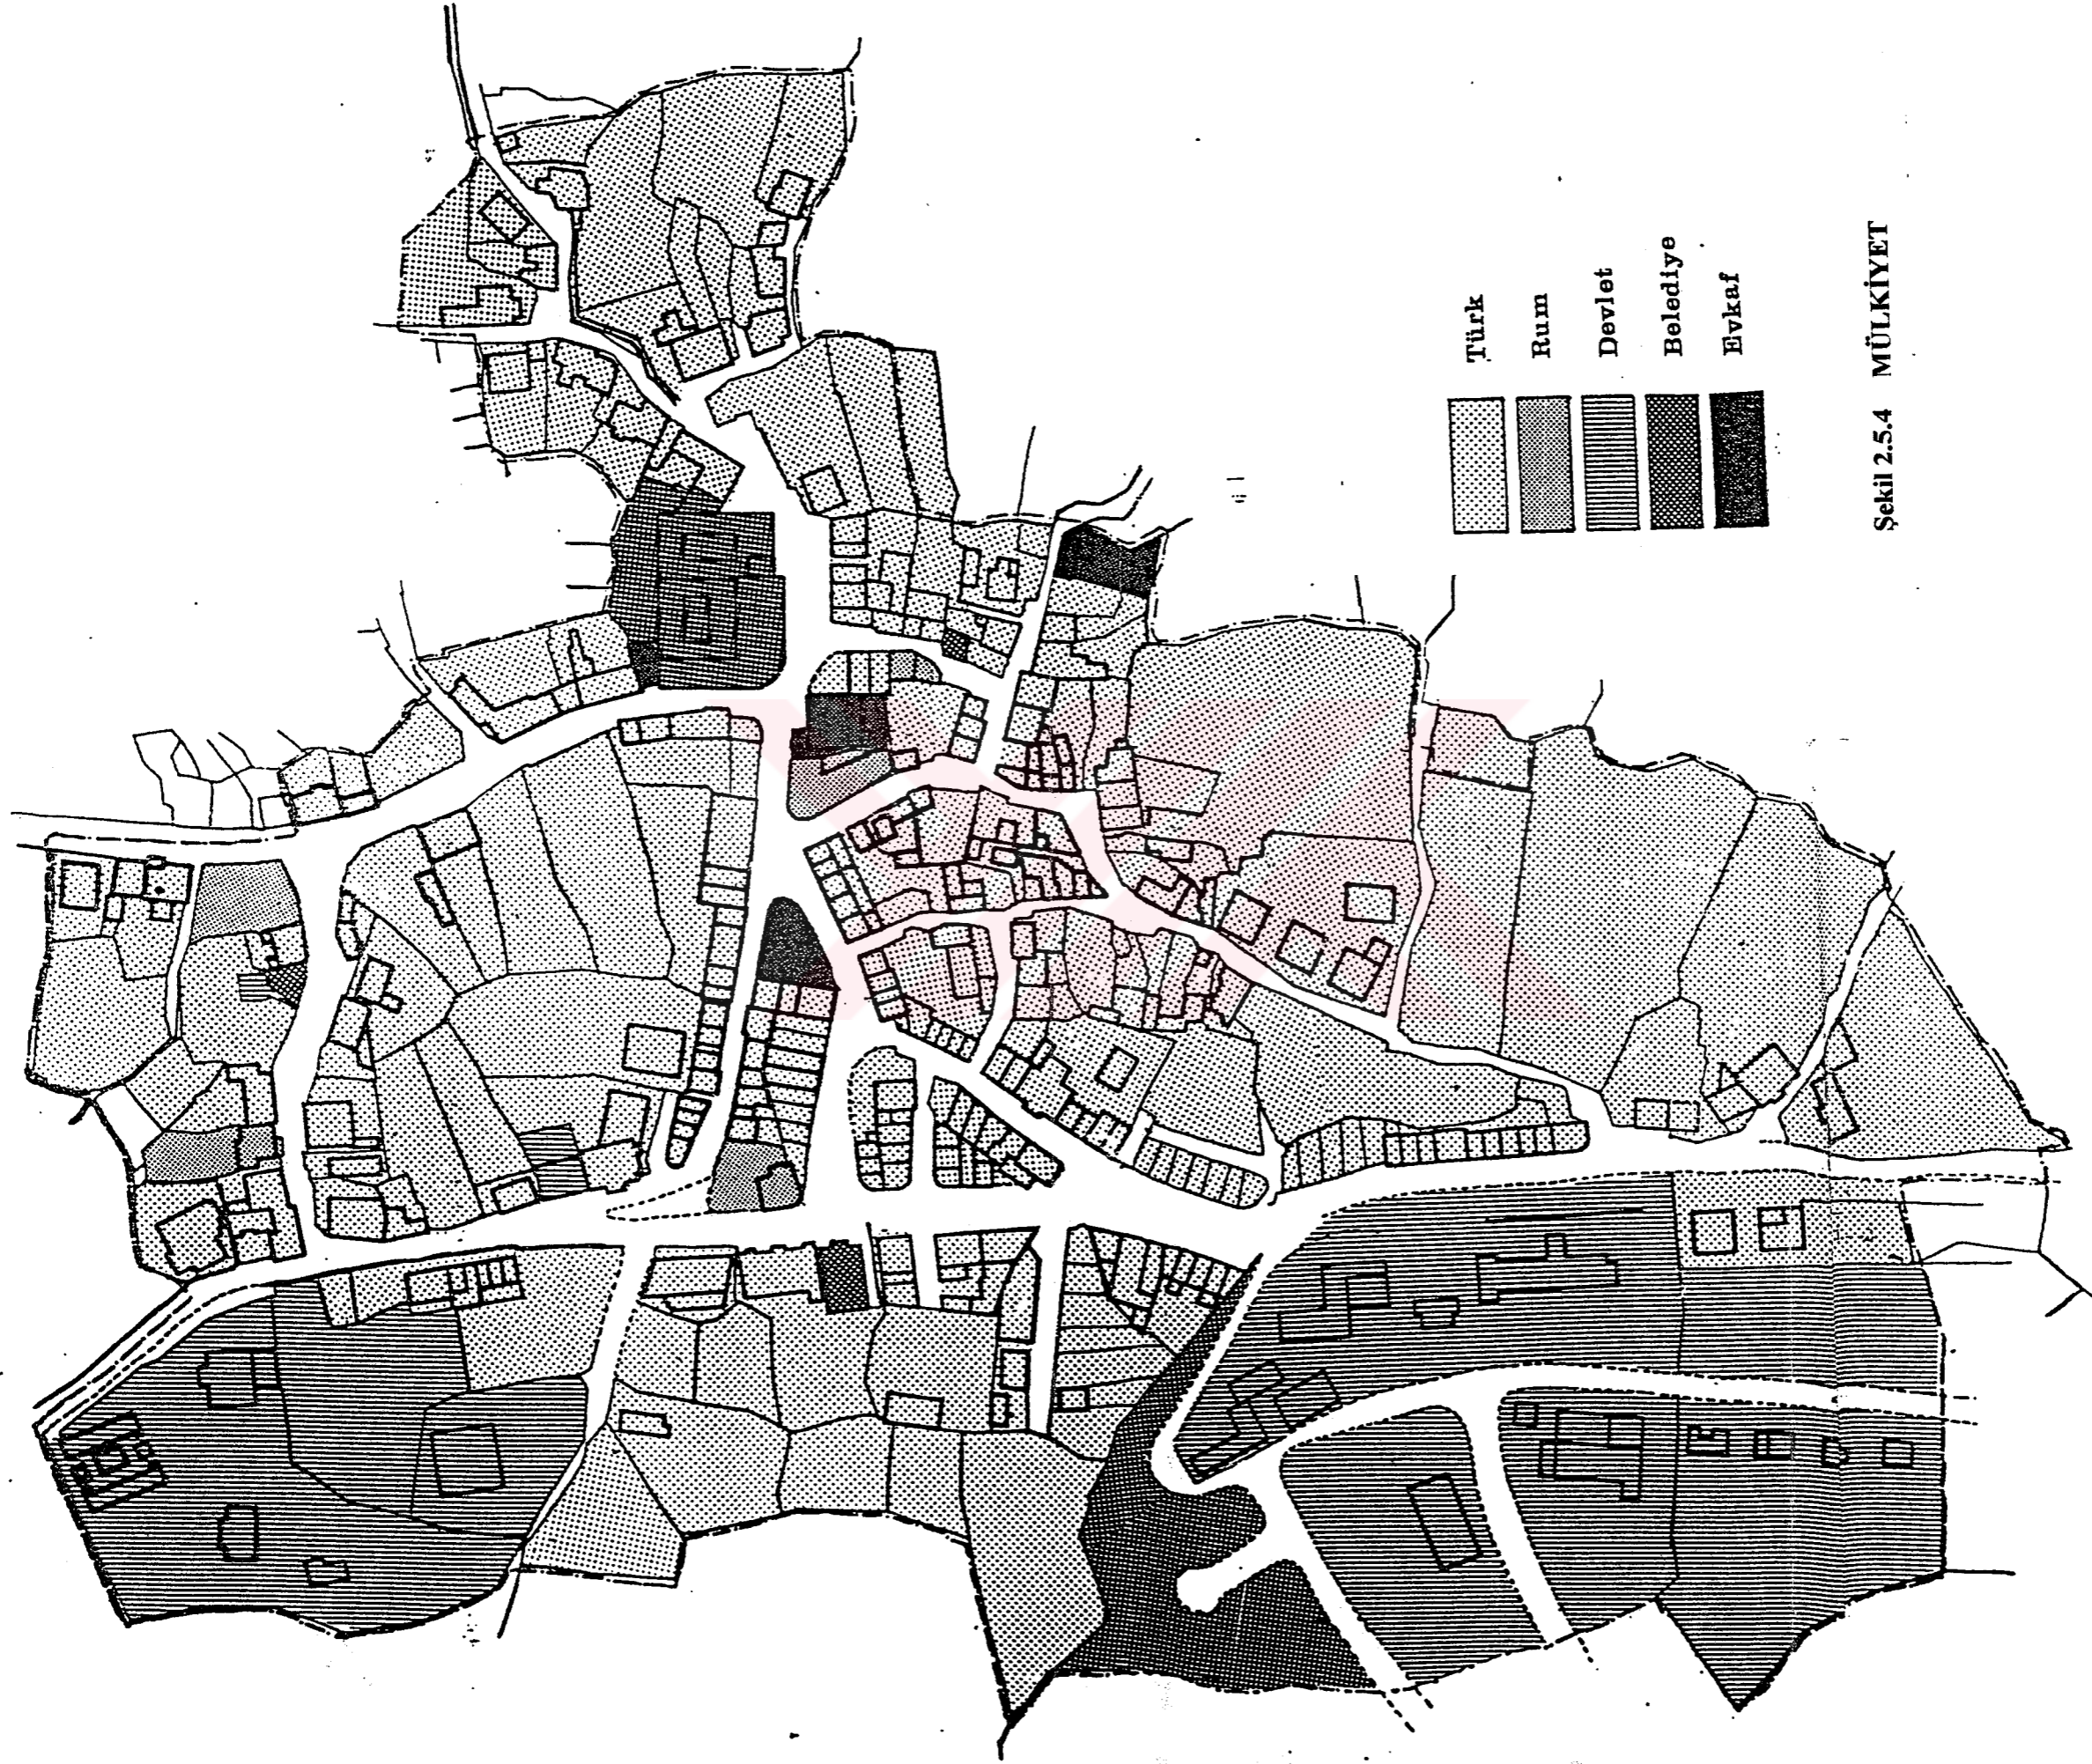 Türk
Rum
Devlet
Belediye
Evkaf
Şekil 2.5.4 MÜLKİYET